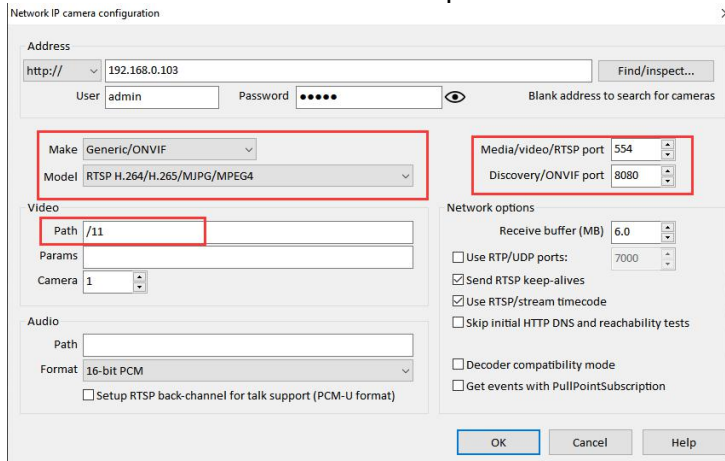 Network IP camera configuration
Address
http://
192.168.0.103
Find/inspect...
User
admin
Password
●●●●●
Blank address to search for cameras
Make
Generic/ONVIF
Model
RTSP H.264/H.265/MJPG/MPEG4
Media/video/RTSP port
554
Discovery/ONVIF port
8080
Video
Path
/11
Params
Camera
1
Network options
Receive buffer (MB)
6.0
Use RTP/UDP ports:
7000
Send RTSP keep-alives
Use RTSP/stream timecode
Skip initial HTTP DNS and reachability tests
Decoder compatibility mode
Get events with PullPointSubscription
Audio
Path
Format
16-bit PCM
Setup RTSP back-channel for talk support (PCM-U format)
OK
Cancel
Help